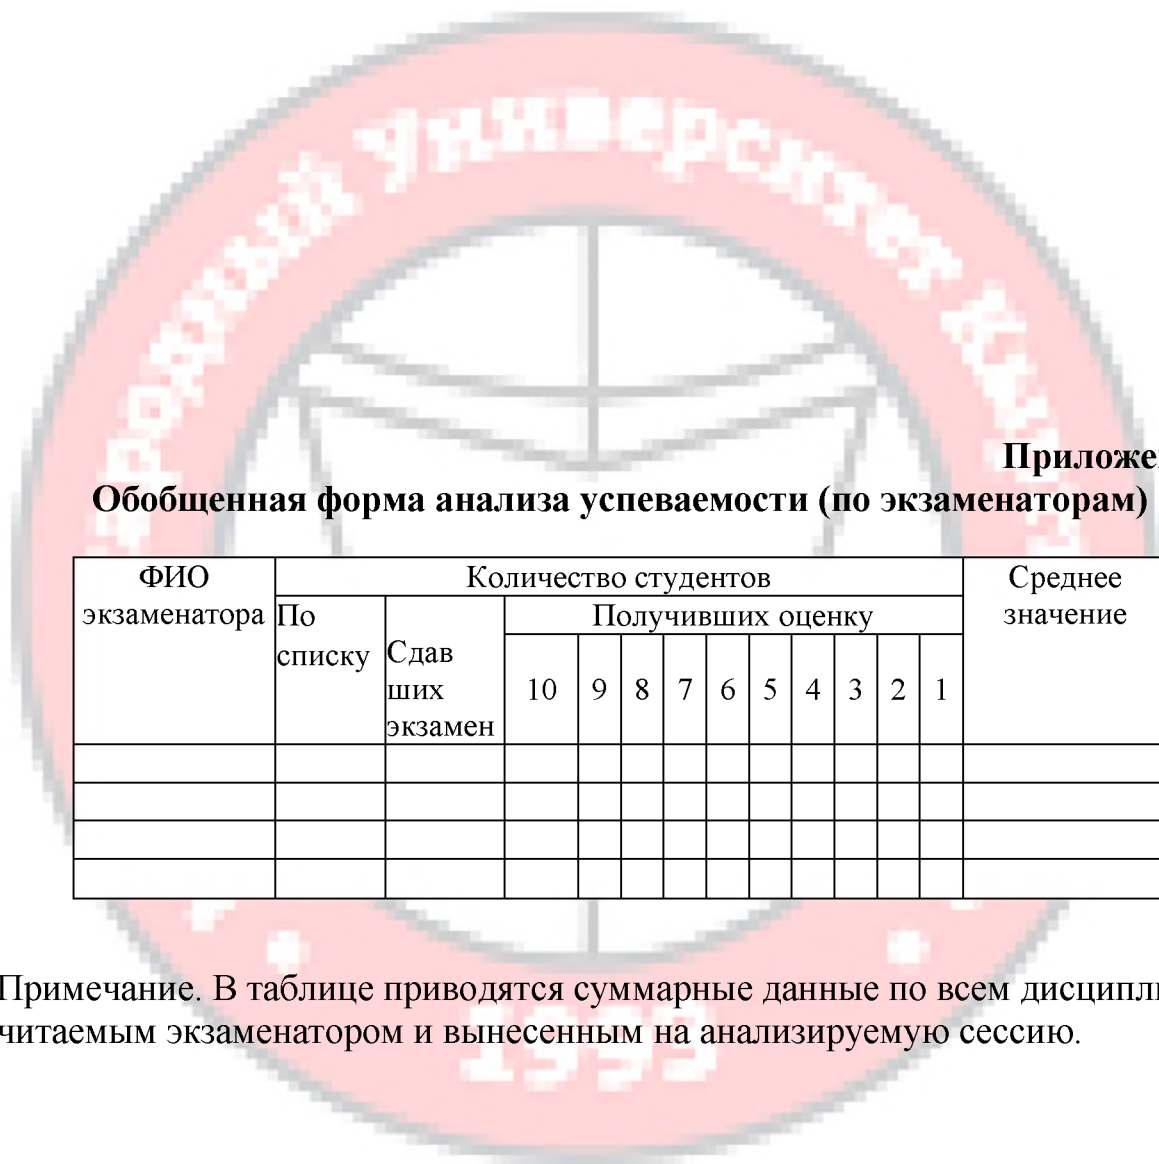 Университет
Приложе
Обобщенная форма анализа успеваемости (по экзаменаторам)
ФИО экзаменатора
Количество студентов
Среднее значение
По списку
Сдав
ших
экзамен
Получивших оценку
10 9 8 7 6 5 4 3 2 1
Примечание. В таблице приводятся суммарные данные по всем дисципл
читаемым экзаменатором и вынесенным на анализируемую сессию.
1993